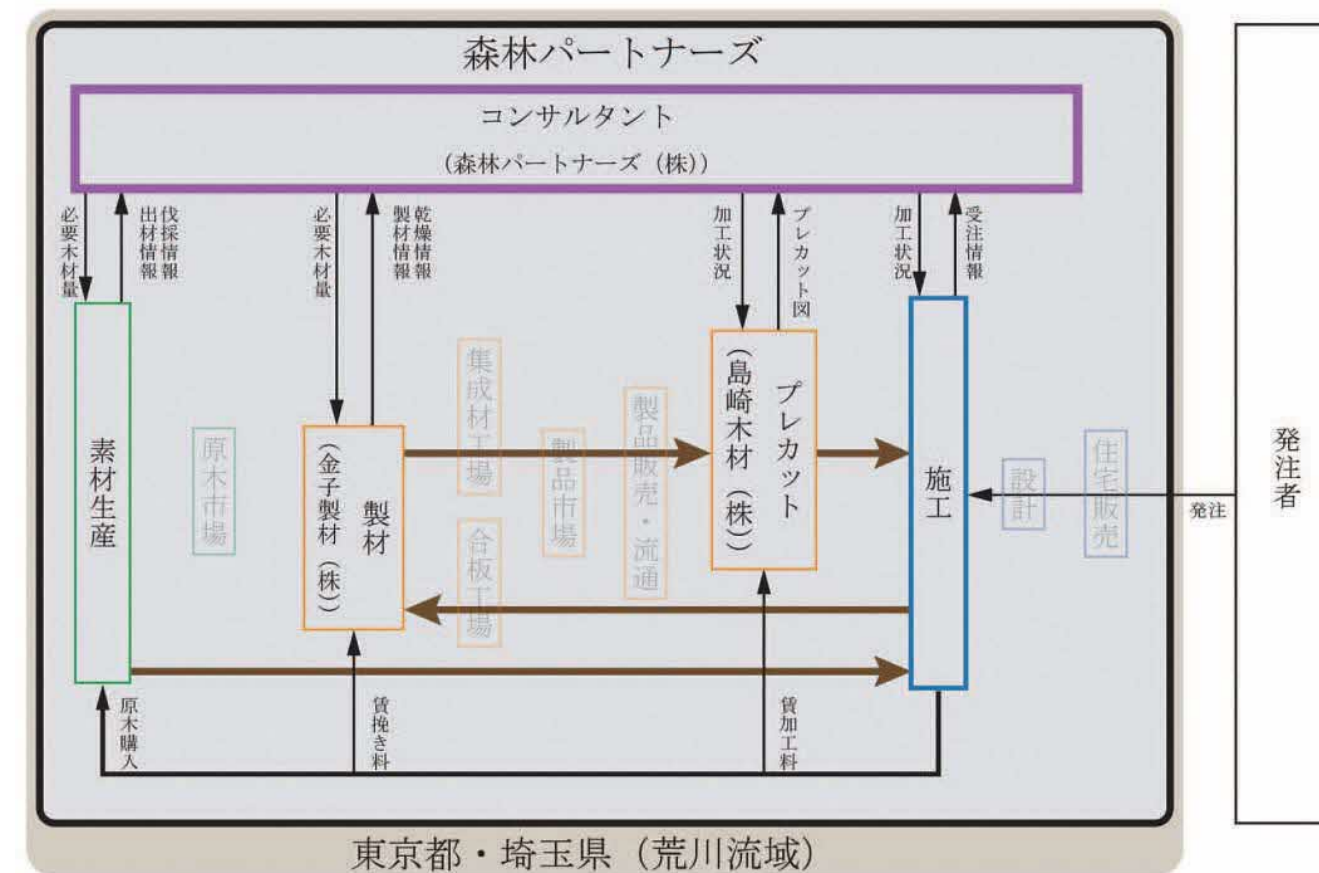 森林パートナーズ
コンサルタント
（森林パートナーズ（株））
必要木材量
伐採情報
出材情報
必要木材量
乾燥情報
製材情報
加工状況
プレカット図
加工状況
受注情報
素材生産
原木市場
製材
（金子製材（株））
集成材工場
合板工場
製品市場
製品販売・流通
プレカット
（島崎木材（株））
施工
設計
住宅販売
発注
発注者
原木購入
賃挽き料
賃加工料
東京都・埼玉県（荒川流域）